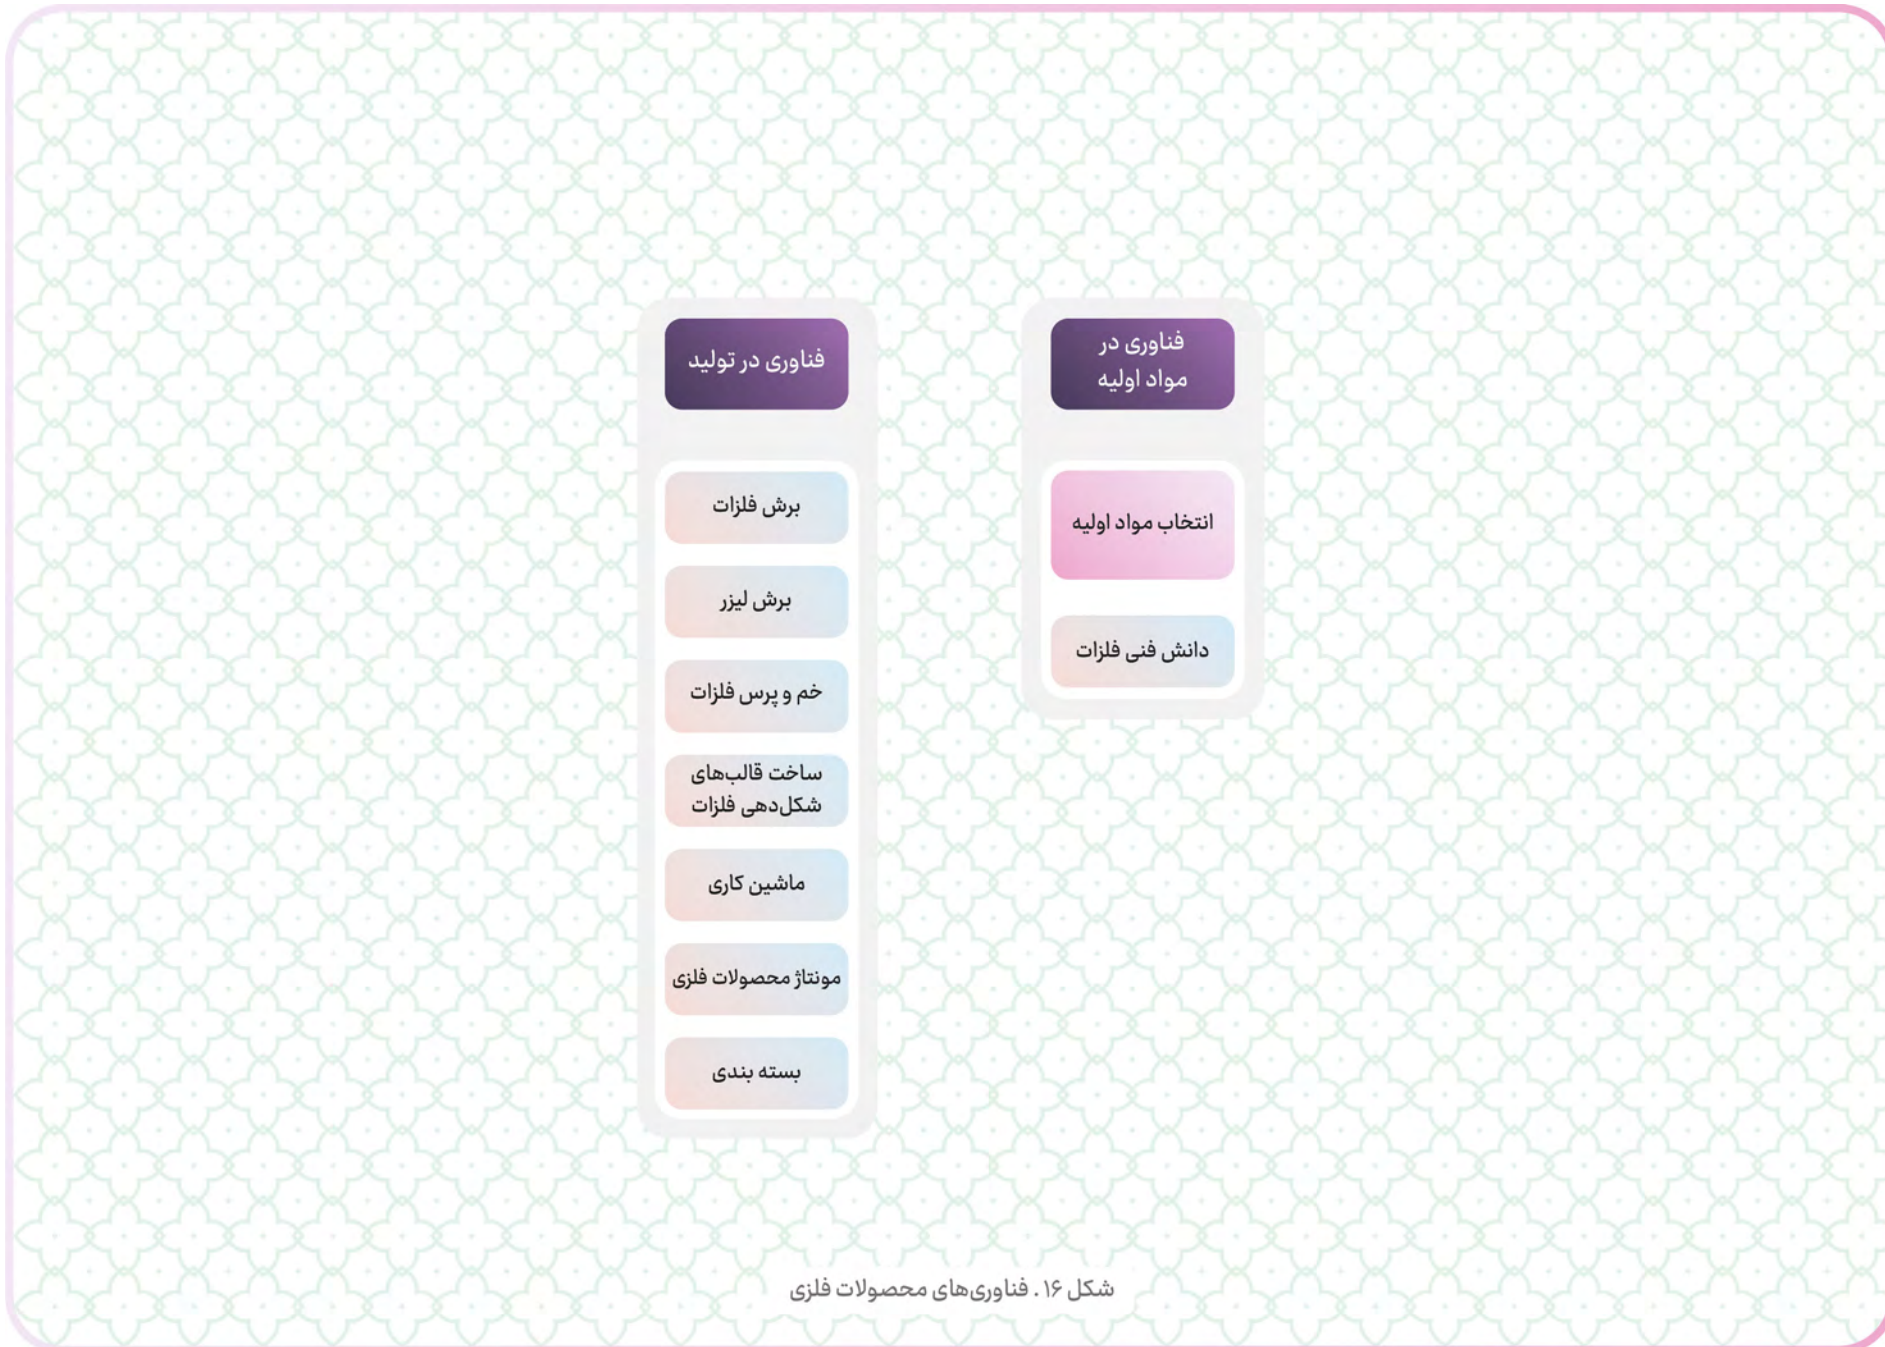 فناوری در
مواد اولیه
انتخاب مواد اولیه
دانش فنی فلزات
فناوری در تولید
برش فلزات
برش لیزر
خم و پرس فلزات
ساخت قالب‌های
شکل‌دهی فلزات
ماشین کاری
مونتاژ محصولات فلزی
بسته بندی
شکل ۱۶ . فناوری‌های محصولات فلزی